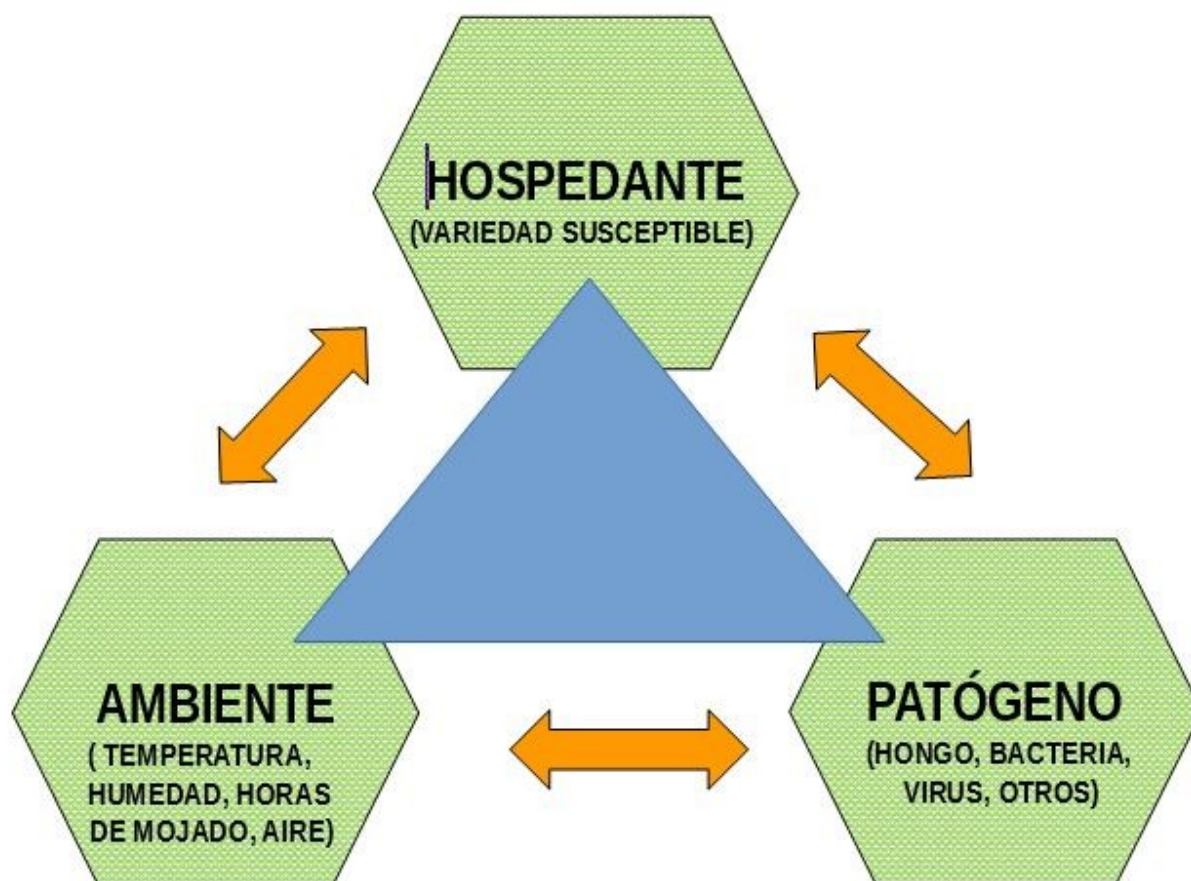 HOSPEDANTE
(VARIEDAD SUSCEPTIBLE)
AMBIENTE
( TEMPERATURA,
HUMEDAD, HORAS
DE MOJADO, AIRE)
PATÓGENO
(HONGO, BACTERIA,
VIRUS, OTROS)